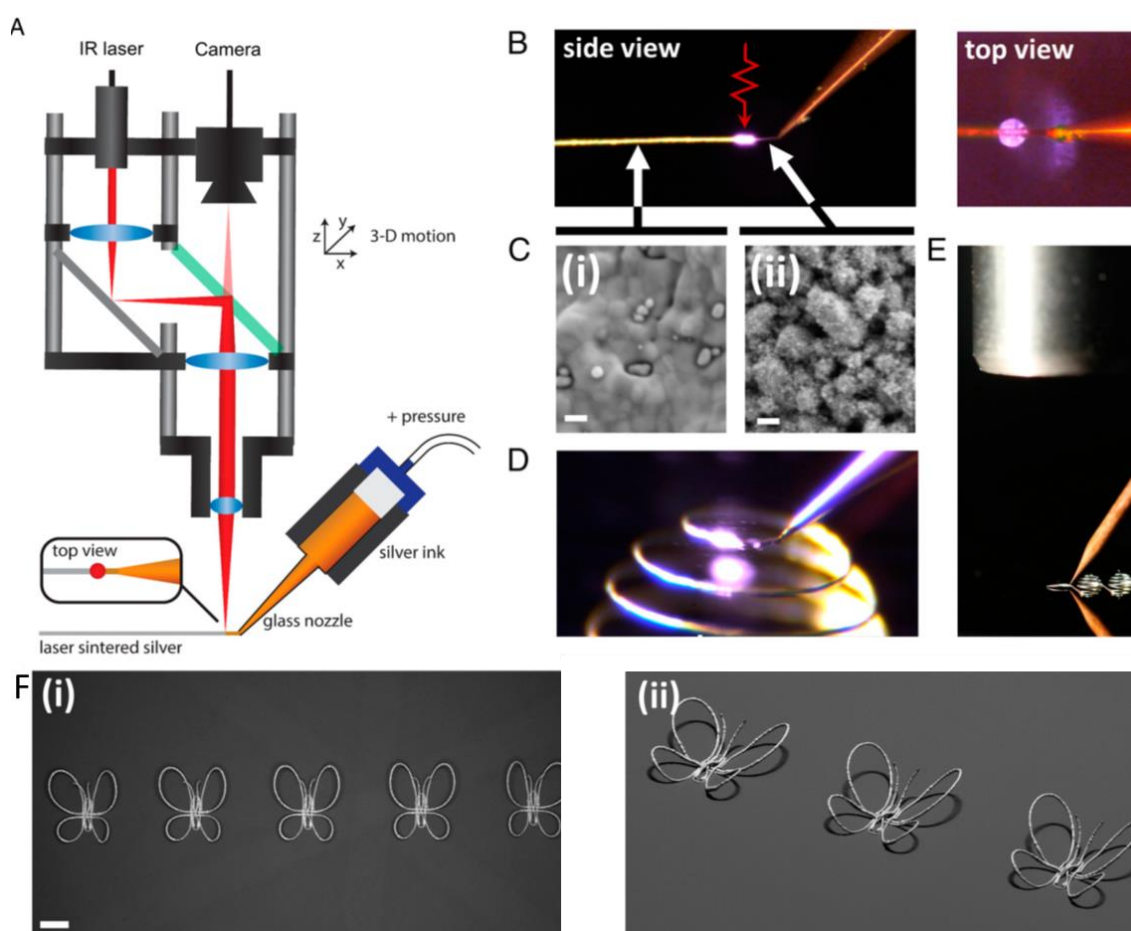 A
IR laser
Camera
z
y
x
3-D motion
+ pressure
silver ink
top view
glass nozzle
laser sintered silver
B
side view
top view
C
(i)
(ii)
E
D
F
(i)
(ii)